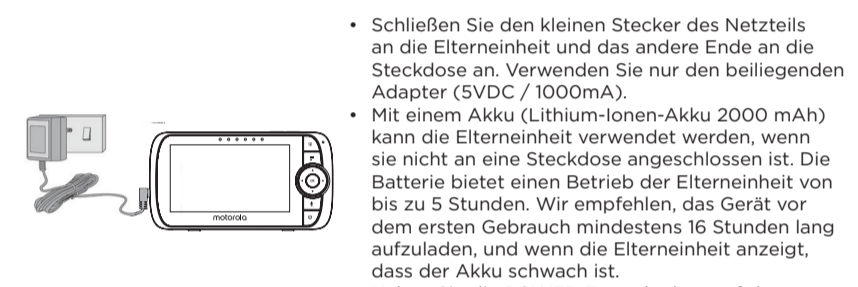 • Schließen Sie den kleinen Stecker des Netzteils
an die Elterneinheit und das andere Ende an die
Steckdose an. Verwenden Sie nur den beiliegenden
Adapter (5VDC / 1000mA).
• Mit einem Akku (Lithium-Ionen-Akku 2000 mAh)
kann die Elterneinheit verwendet werden, wenn
sie nicht an eine Steckdose angeschlossen ist. Die
Batterie bietet einen Betrieb der Elterneinheit von
bis zu 5 Stunden. Wir empfehlen, das Gerät vor
dem ersten Gebrauch mindestens 16 Stunden lang
aufzuladen, und wenn die Elterneinheit anzeigt,
dass der Akku schwach ist.
motorola